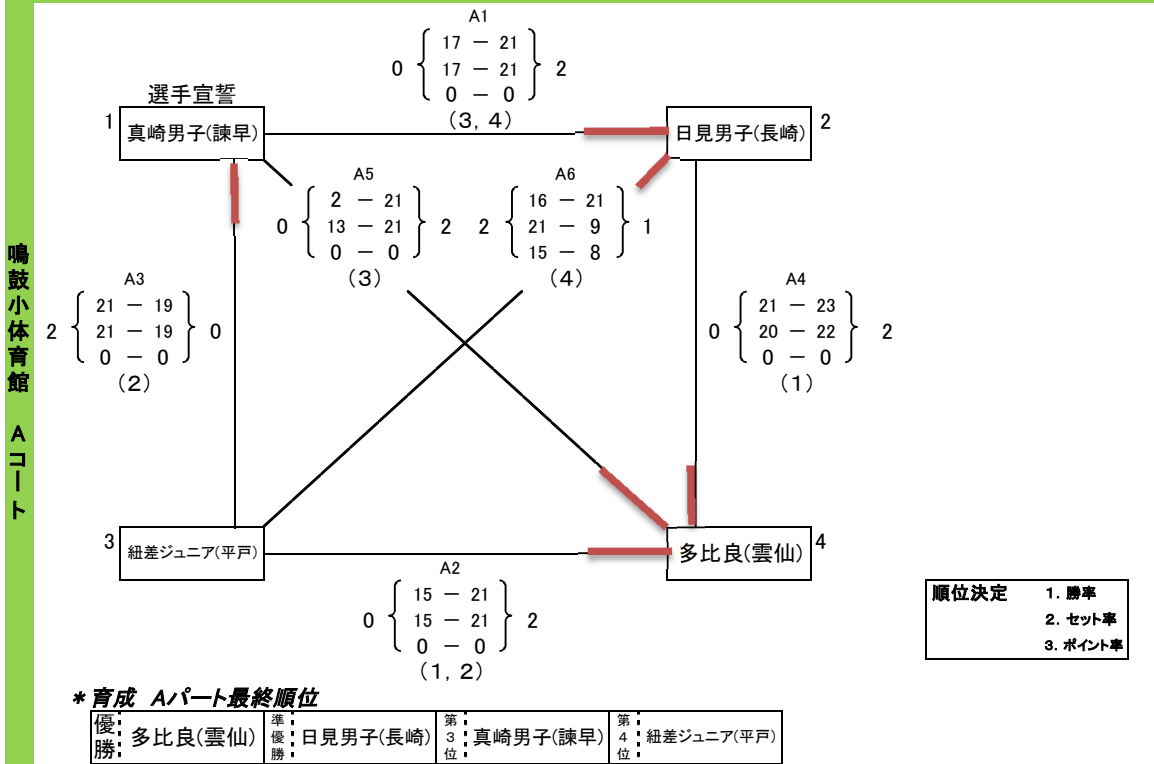 鳴鼓小体育館 Aコート
A1
17 － 21
0 17 － 21 2
0 － 0
(3, 4)
選手宣誓
1 真崎男子(諫早)
日見男子(長崎) 2
A5
2 － 21
0 13 － 21 2
0 － 0
(3)
A6
16 － 21
2 21 － 9 1
15 － 8
(4)
A3
21 － 19
2 21 － 19 0
0 － 0
(2)
A4
21 － 23
0 20 － 22 2
0 － 0
(1)
3 紐差ジュニア(平戸)
多比良(雲仙) 4
A2
15 － 21
0 15 － 21 2
0 － 0
(1, 2)
順位決定 1. 勝率
2. セット率
3. ポイント率
*育成 Aパート最終順位
優勝 多比良(雲仙) 準優勝 日見男子(長崎) 第3位 真崎男子(諫早) 第4位 紐差ジュニア(平戸)